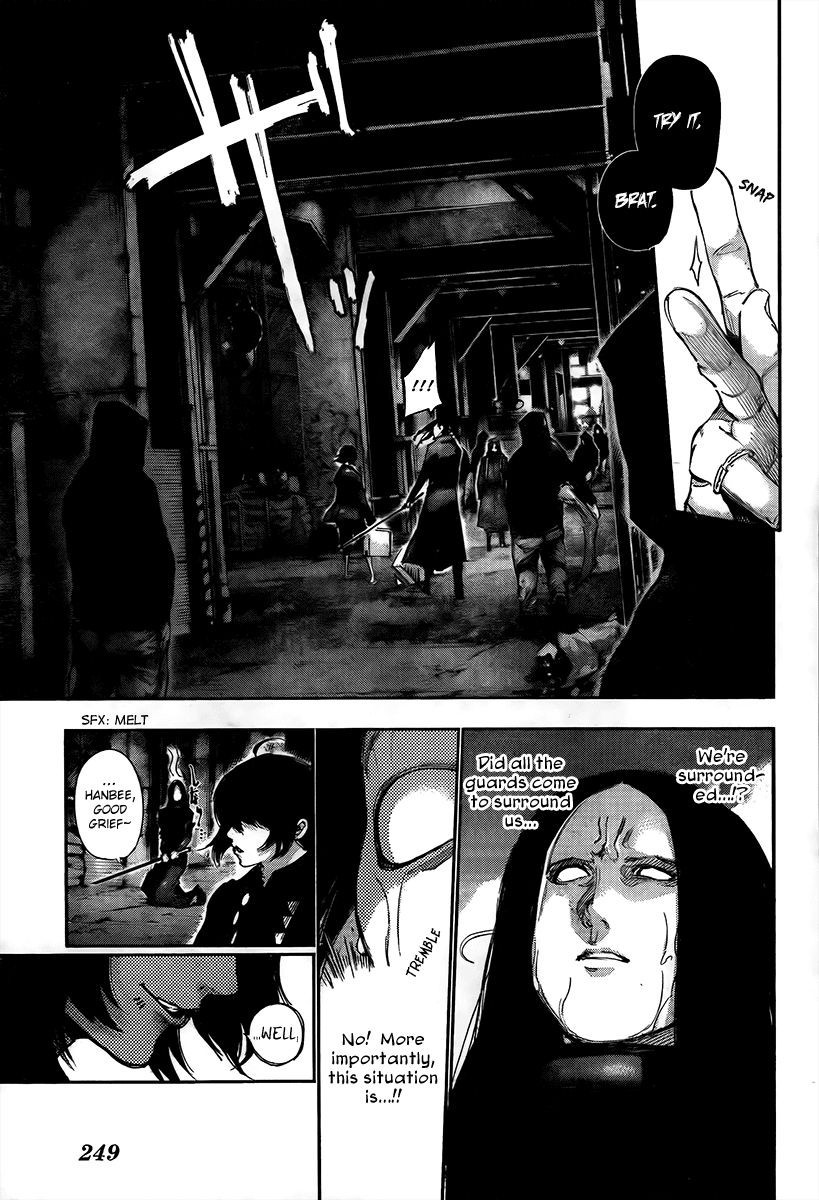 TRY IT,
BRAT.
SNAP
ザ
!!!
SFX: MELT
We're
surround-
ed...!?
Did all the
guards come
to surround
us...
TREMBLE
No! More
importantly,
this situation
is...!!
...
HANBEE,
GOOD
GRIEF~
...WELL,
249